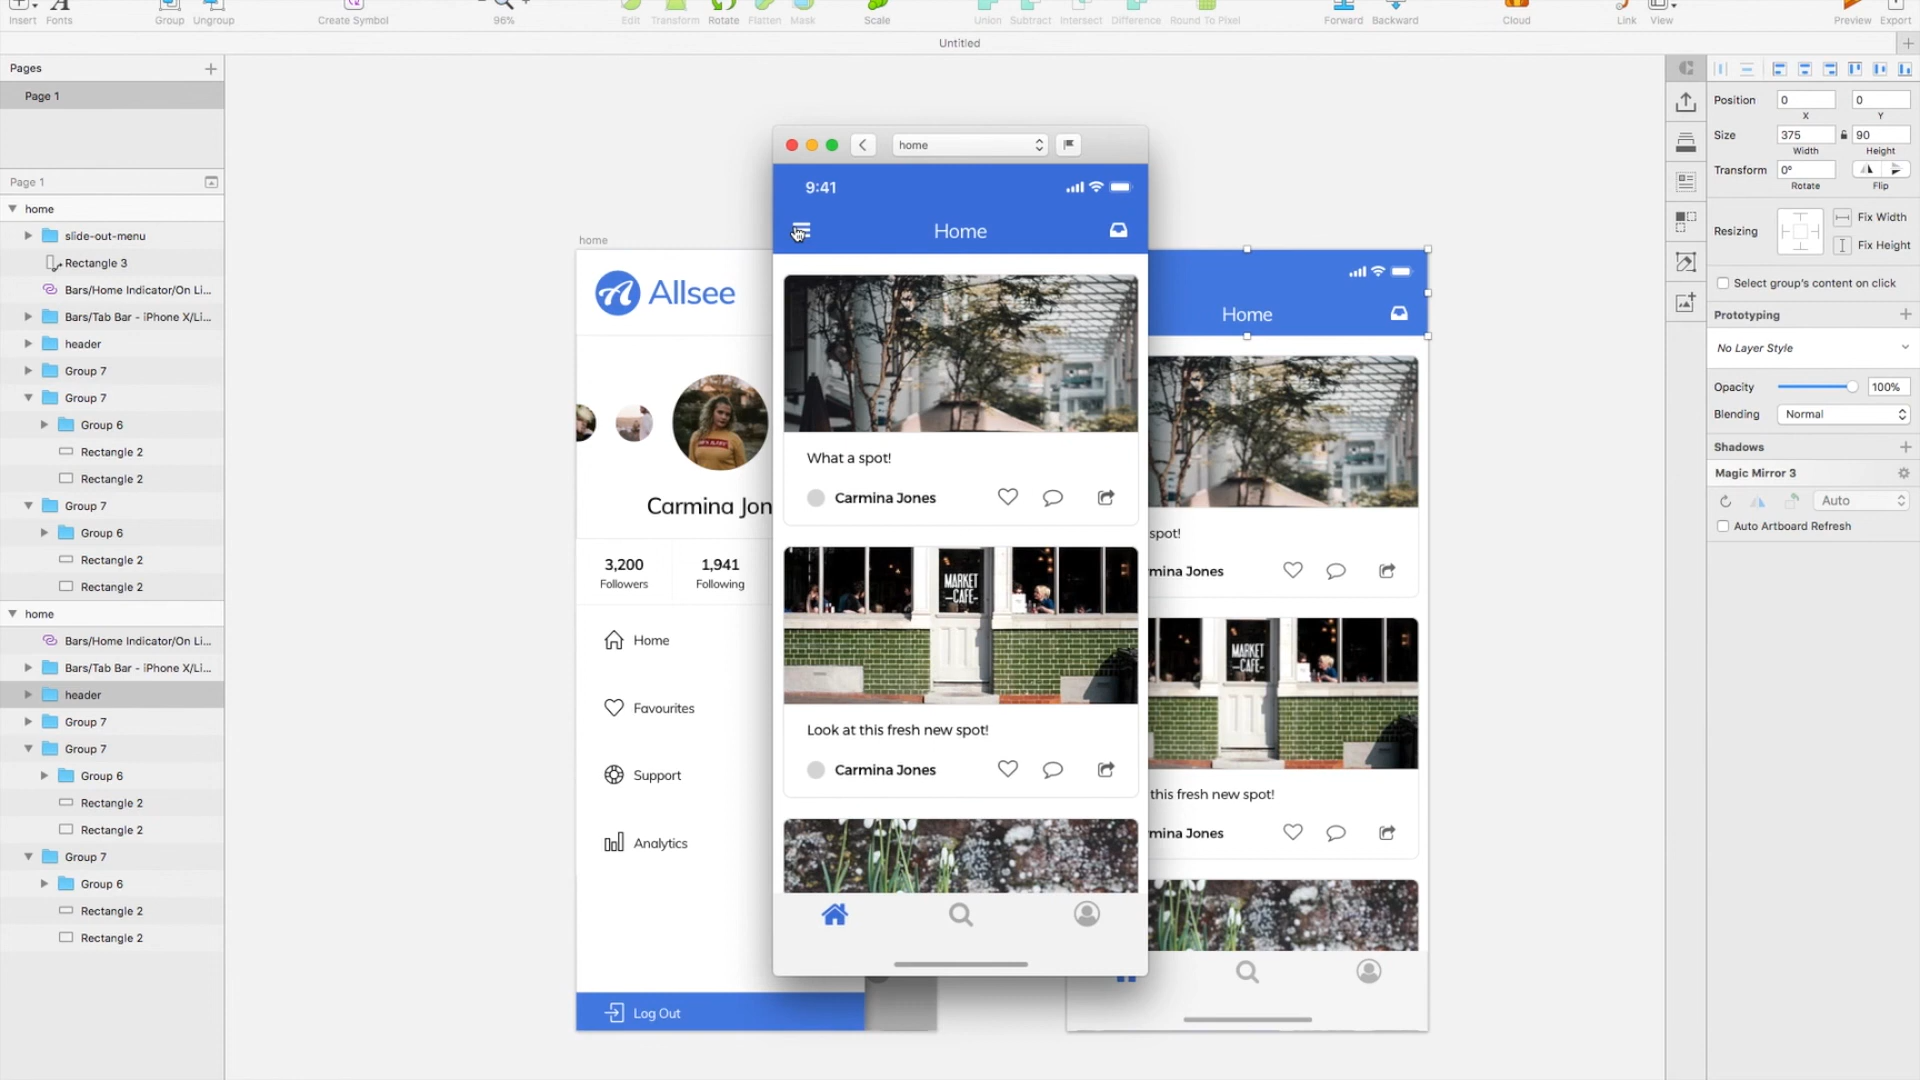 Insert Fonts Group Ungroup Create Symbol 96% Edit Transform Rotate Flatten Mask Scale Union Subtract Intersect Difference Round To Pixel Forward Backward Cloud Link View Preview Export
Untitled
Pages
Page 1
Page 1
home
slide-out-menu
Rectangle 3
Bars/Home Indicator/On Li...
Bars/Tab Bar - iPhone X/Li...
header
Group 7
Group 7
Group 6
Rectangle 2
Rectangle 2
Group 7
Group 6
Rectangle 2
Rectangle 2
home
Bars/Home Indicator/On Li...
Bars/Tab Bar - iPhone X/Li...
header
Group 7
Group 7
Group 6
Rectangle 2
Rectangle 2
Group 7
Group 6
Rectangle 2
Rectangle 2
home
Allsee
Carmina Jon
3,200
Followers
1,941
Following
Home
Favourites
Support
Analytics
Log Out
home
9:41
Home
What a spot!
Carmina Jones
MARKET
-CAFE-
Look at this fresh new spot!
Carmina Jones
Home
spot!
mina Jones
MARKET
-CAFE-
this fresh new spot!
mina Jones
Position 0 0
X Y
Size 375 90
Width Height
Transform 0°
Rotate Flip
Resizing Fix Width
Fix Height
Select group's content on click
Prototyping
No Layer Style
Opacity 100%
Blending Normal
Shadows
Magic Mirror 3
Auto
Auto Artboard Refresh